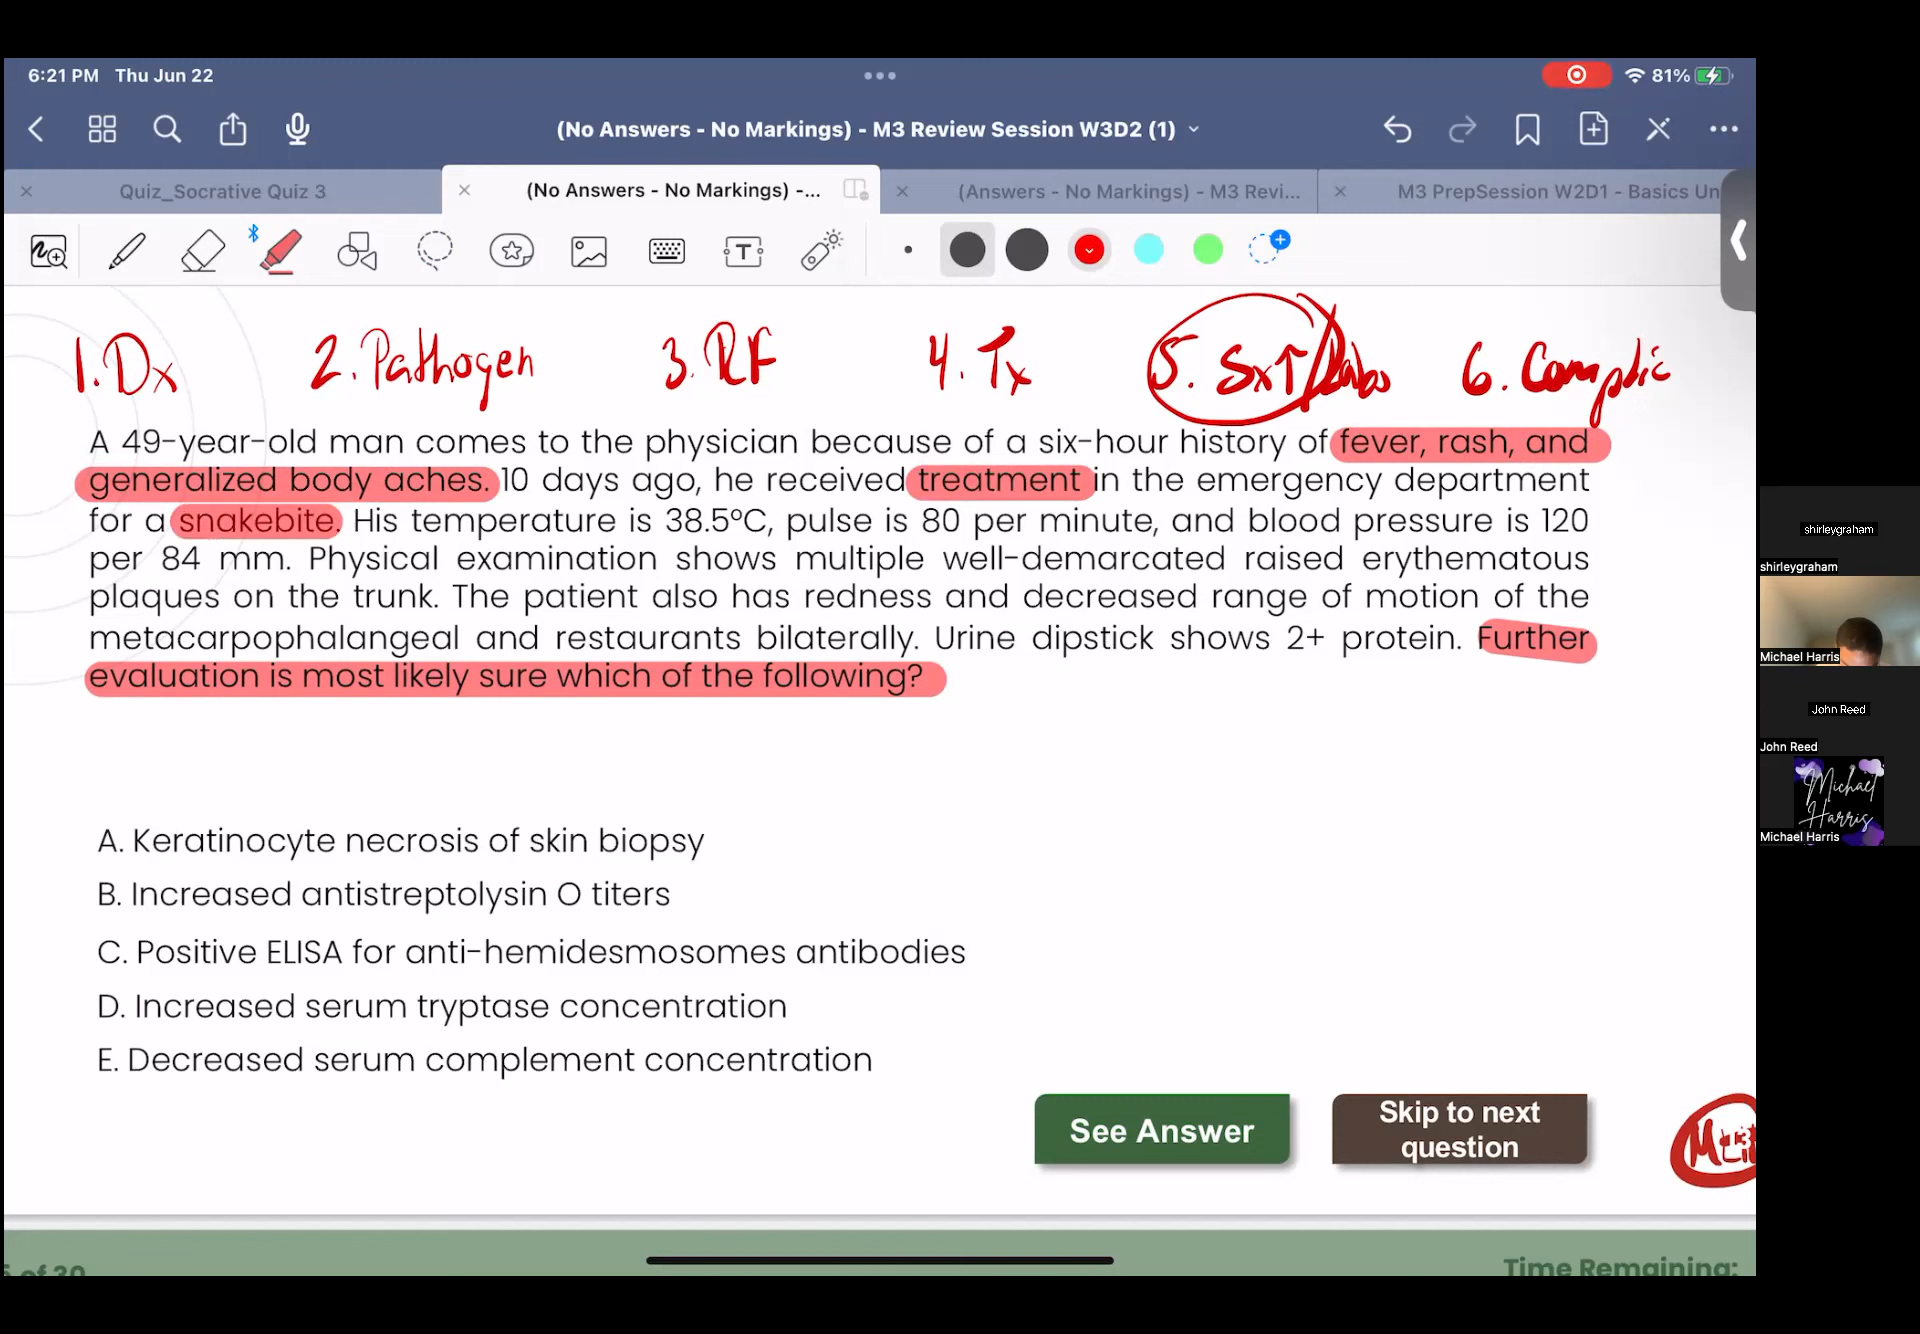 6:21 PM Thu Jun 22
81%
(No Answers - No Markings) - M3 Review Session W3D2 (1)
Quiz_Socrative Quiz 3
(No Answers - No Markings) -...
(Answers - No Markings) - M3 Revi...
M3 PrepSession W2D1 - Basics Un
1. Dx 2. Pathogen 3. RF 4. Tx 5. Sx↑/Labs 6. Complic
A 49-year-old man comes to the physician because of a six-hour history of fever, rash, and
generalized body aches. 10 days ago, he received treatment in the emergency department
for a snakebite. His temperature is 38.5°C, pulse is 80 per minute, and blood pressure is 120
per 84 mm. Physical examination shows multiple well-demarcated raised erythematous
plaques on the trunk. The patient also has redness and decreased range of motion of the
metacarpophalangeal and restaurants bilaterally. Urine dipstick shows 2+ protein. Further
evaluation is most likely sure which of the following?
A. Keratinocyte necrosis of skin biopsy
B. Increased antistreptolysin O titers
C. Positive ELISA for anti-hemidesmosomes antibodies
D. Increased serum tryptase concentration
E. Decreased serum complement concentration
See Answer
Skip to next
question
of 30
Time Remaining:
shirleygraham
shirleygraham
Michael Harris
John Reed
John Reed
Michael
Harris
Michael Harris